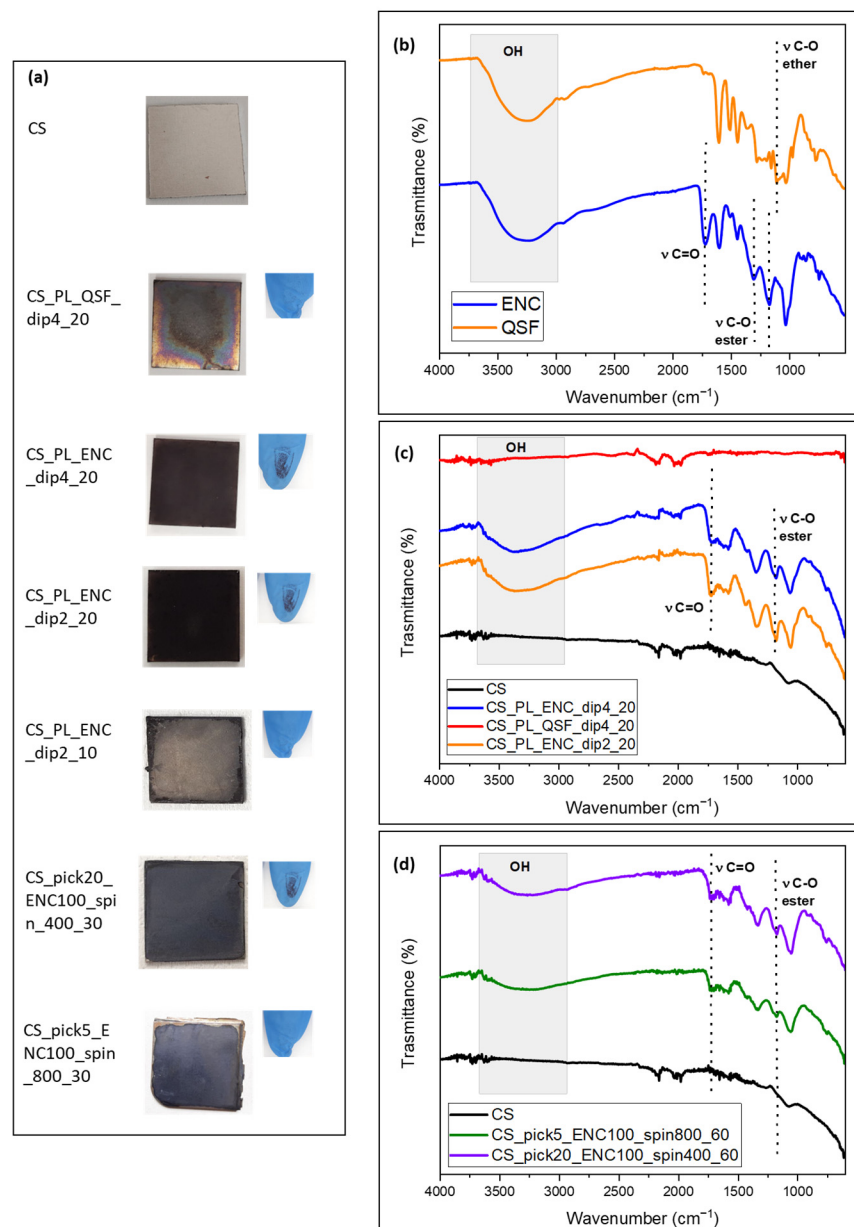 (a)
CS
CS_PL_QSF_
dip4_20
CS_PL_ENC
_dip4_20
CS_PL_ENC
_dip2_20
CS_PL_ENC
_dip2_10
CS_pick20_
ENC100_spi
n_400_30
CS_pick5_E
NC100_spin
_800_30
(b)
OH
ν C-O
ether
ν C=O
ν C-O
ester
ENC
QSF
Trasmittance (%)
4000 3500 3000 2500 2000 1500 1000
Wavenumber (cm⁻¹)
(c)
OH
ν C-O
ester
ν C=O
CS
CS_PL_ENC_dip4_20
CS_PL_QSF_dip4_20
CS_PL_ENC_dip2_20
Trasmittance (%)
4000 3500 3000 2500 2000 1500 1000
Wavenumber (cm⁻¹)
(d)
OH
ν C=O
ν C-O
ester
CS
CS_pick5_ENC100_spin800_60
CS_pick20_ENC100_spin400_60
Trasmittance (%)
4000 3500 3000 2500 2000 1500 1000
Wavenumber (cm⁻¹)